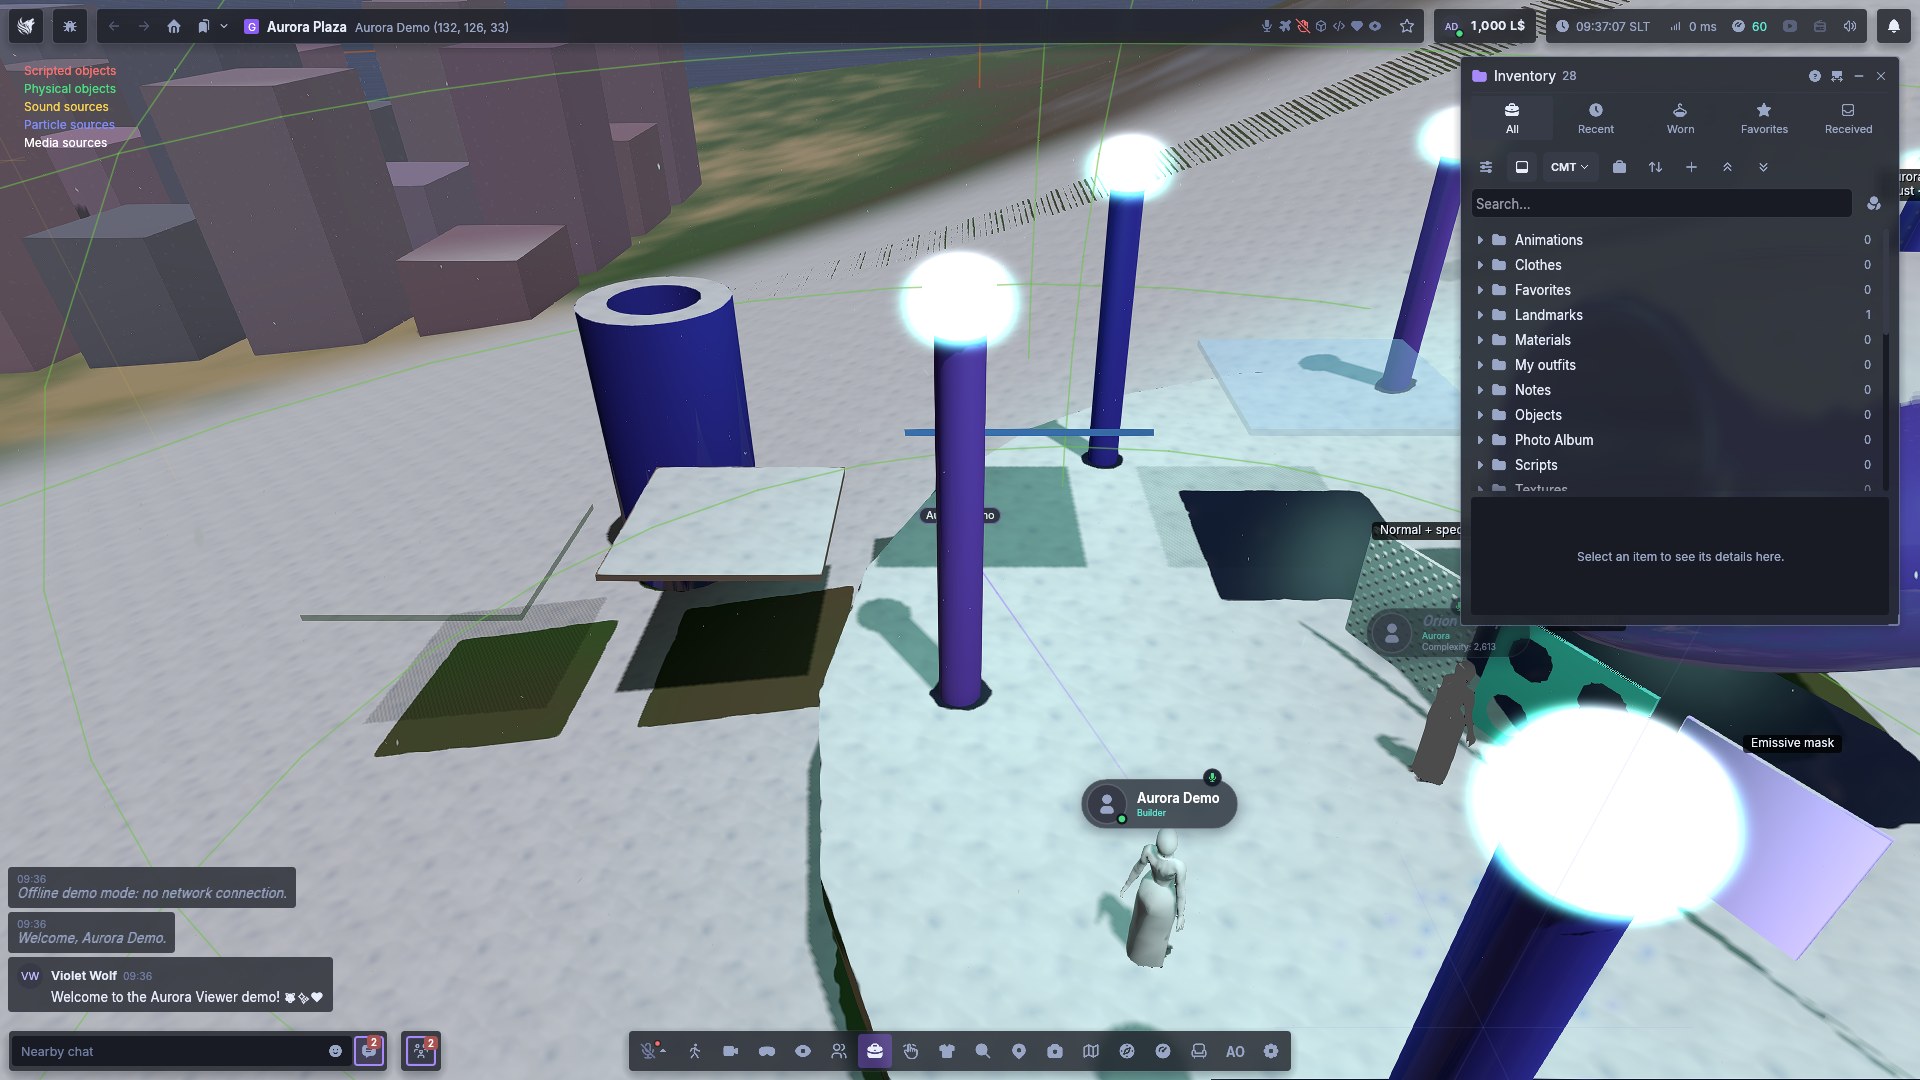 Aurora Plaza Aurora Demo (132, 126, 33)
AD 1,000 L$
09:37:07 SLT 0 ms 60
Scripted objects
Physical objects
Sound sources
Particle sources
Media sources
Inventory 28
All Recent Worn Favorites Received
CMT
Search...
Animations 0
Clothes 0
Favorites 0
Landmarks 1
Materials 0
My outfits 0
Notes 0
Objects 0
Photo Album 0
Scripts 0
Textures 0
Select an item to see its details here.
Normal + spec
Orion
Aurora
Complexity: 2,613
Emissive mask
Aurora Demo
Builder
09:36
Offline demo mode: no network connection.
09:36
Welcome, Aurora Demo.
VW Violet Wolf 09:36
Welcome to the Aurora Viewer demo!
Nearby chat 2 2
AO